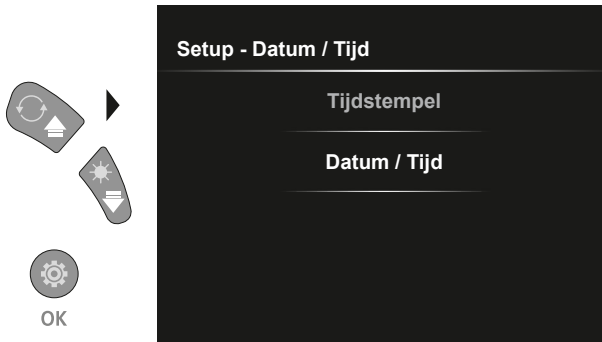 Setup - Datum / Tijd
Tijdstempel
Datum / Tijd
OK